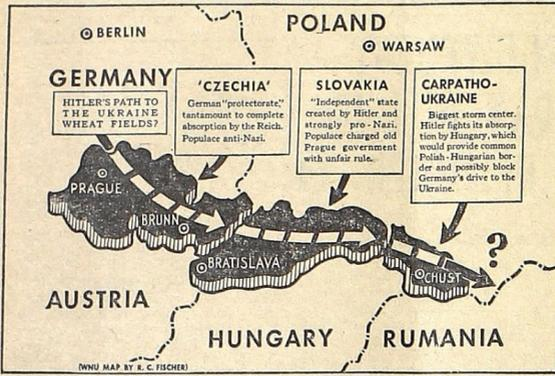 POLAND
BERLIN
WARSAW
GERMANY
HITLER'S PATH TO
THE UKRAINE
WHEAT FIELDS?
'CZECHIA'
German "protectorate,"
tantamount to complete
absorption by the Reich.
Populace anti-Nazi.
SLOVAKIA
"Independent" state
created by Hitler and
strongly pro-Nazi.
Populace charged old
Prague government
with unfair rule.
CARPATHO-
UKRAINE
Biggest storm center.
Hitler fights its absorp-
tion by Hungary, which
would provide common
Polish-Hungarian bor-
der and possibly block
Germany's drive to the
Ukraine.
PRAGUE
BRUNN
BRATISLAVA
CHUST
?
AUSTRIA
HUNGARY
RUMANIA
(WNU MAP BY R. C. FISCHER)